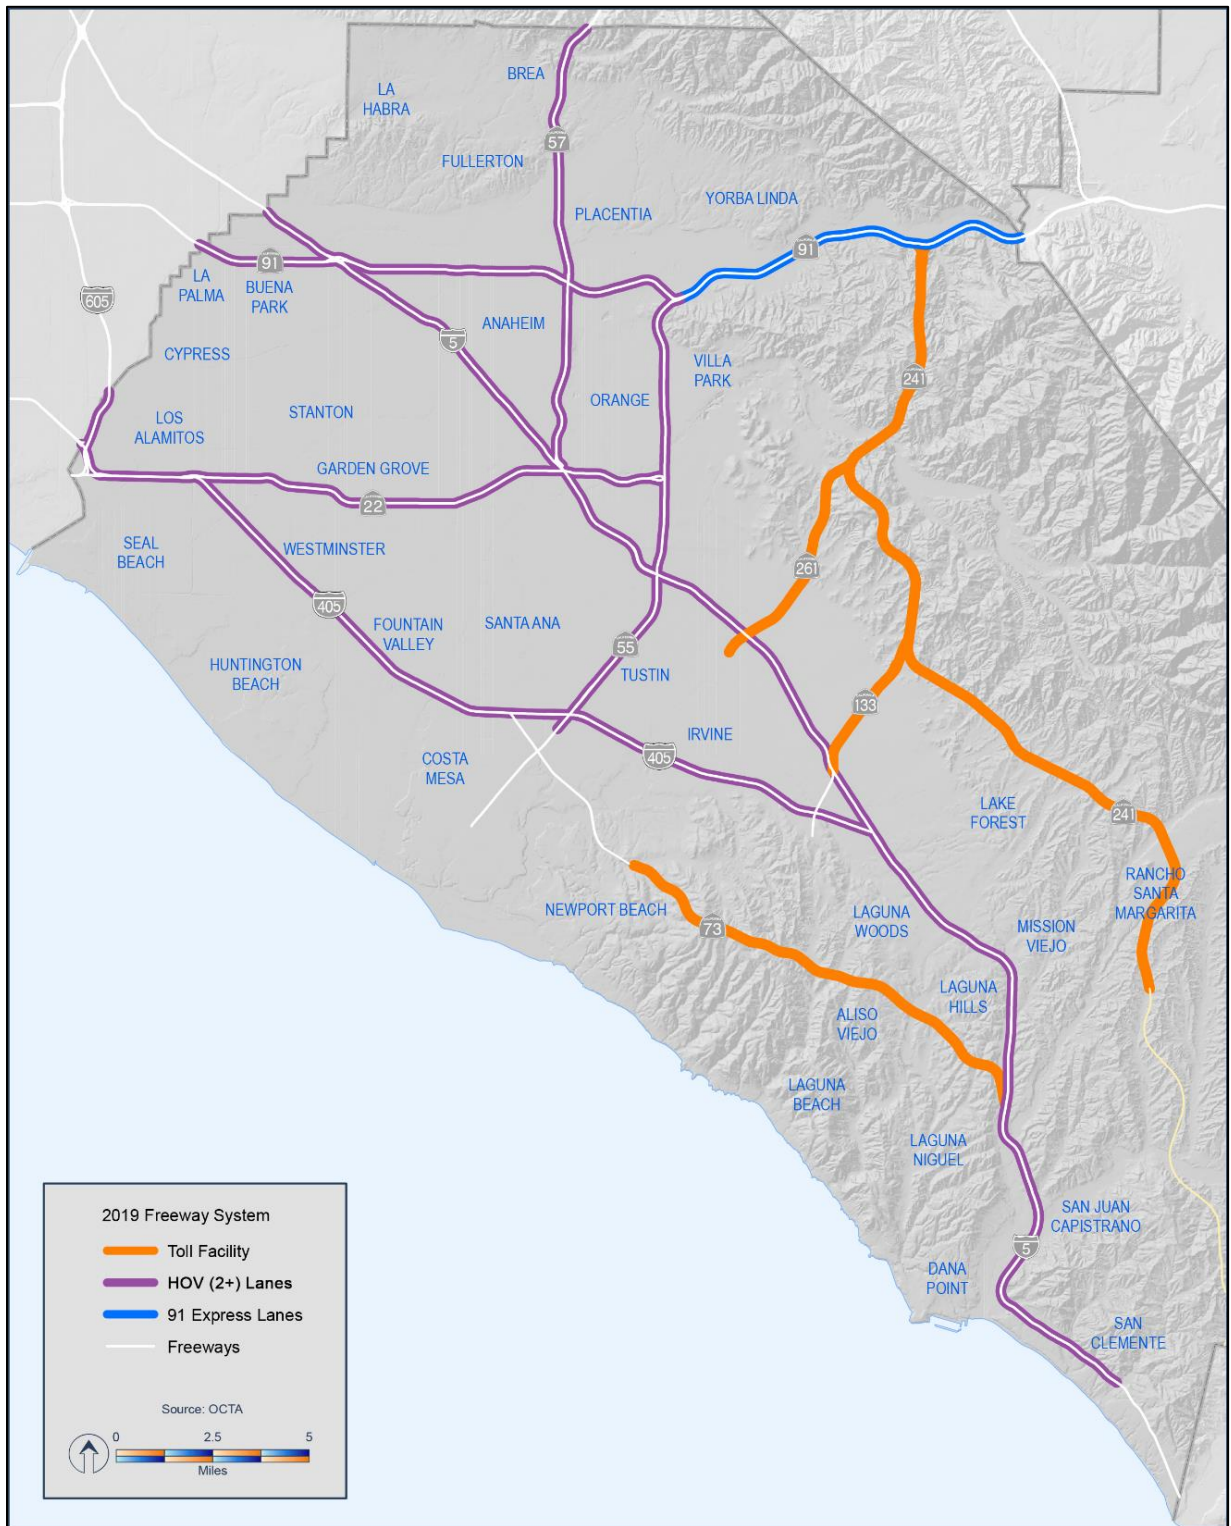 BREA
LA
HABRA
57
FULLERTON
PLACENTIA
YORBA LINDA
91
91
LA
PALMA
BUENA
PARK
605
ANAHEIM
5
CYPRESS
VILLA
PARK
241
ORANGE
STANTON
LOS
ALAMITOS
GARDEN GROVE
22
SEAL
BEACH
WESTMINSTER
261
405
FOUNTAIN
VALLEY
SANTA ANA
55
TUSTIN
HUNTINGTON
BEACH
133
IRVINE
405
COSTA
MESA
LAKE
FOREST
241
RANCHO
SANTA
MARGARITA
NEWPORT BEACH
73
LAGUNA
WOODS
MISSION
VIEJO
LAGUNA
HILLS
ALISO
VIEJO
LAGUNA
BEACH
LAGUNA
NIGUEL
SAN JUAN
CAPISTRANO
5
DANA
POINT
SAN
CLEMENTE
2019 Freeway System
Toll Facility
HOV (2+) Lanes
91 Express Lanes
Freeways
Source: OCTA
0 2.5 5
Miles